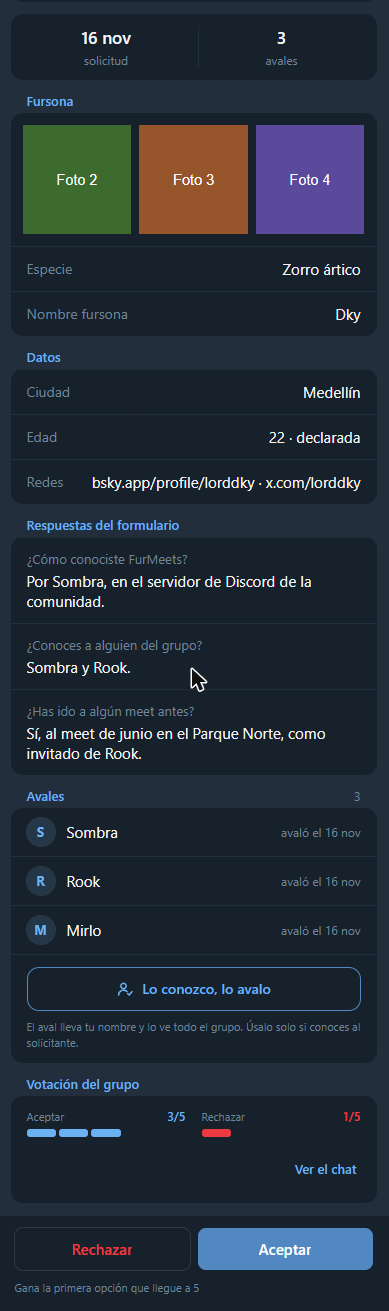 16 nov
3
solicitud
avales
Fursona
Foto 2
Foto 3
Foto 4
Especie
Zorro ártico
Nombre fursona
Dky
Datos
Ciudad
Medellín
Edad
22 · declarada
Redes
bsky.app/profile/lorddky · x.com/lorddky
Respuestas del formulario
¿Cómo conociste FurMeets?
Por Sombra, en el servidor de Discord de la
comunidad.
¿Conoces a alguien del grupo?
Sombra y Rook.
¿Has ido a algún meet antes?
Sí, al meet de junio en el Parque Norte, como
invitado de Rook.
Avales
3
S
Sombra
avaló el 16 nov
R
Rook
avaló el 16 nov
M
Mirlo
avaló el 16 nov
Lo conozco, lo avalo
El aval lleva tu nombre y lo ve todo el grupo. Úsalo solo si conoces al
solicitante.
Votación del grupo
Aceptar
3/5
Rechazar
1/5
Ver el chat
Rechazar
Aceptar
Gana la primera opción que llegue a 5